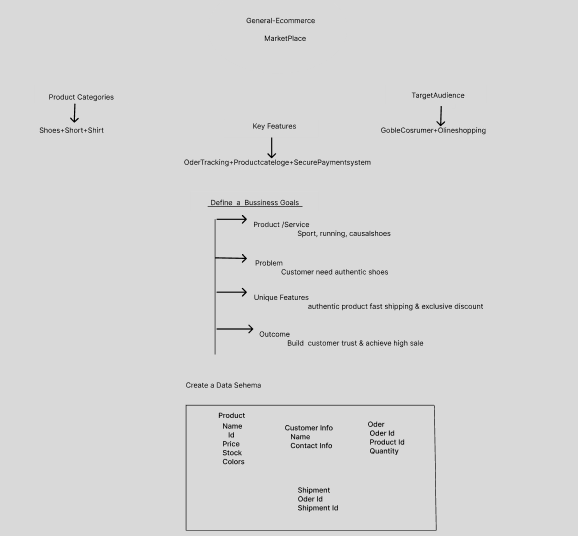 General-Ecommerce
MarketPlace
Product Categories
Shoes+Short+Shirt
Key Features
OderTracking+Productcateloge+SecurePaymentsystem
TargetAudience
GobleCosrumer+Olineshopping
Define a Bussiness Goals
Product /Service
Sport, running, causalshoes
Problem
Customer need authentic shoes
Unique Features
authentic product fast shipping & exclusive discount
Outcome
Build customer trust & achieve high sale
Create a Data Sehema
Product
Name
Id
Price
Stock
Colors
Customer Info
Name
Contact Info
Oder
Oder Id
Product Id
Quantity
Shipment
Oder Id
Shipment Id